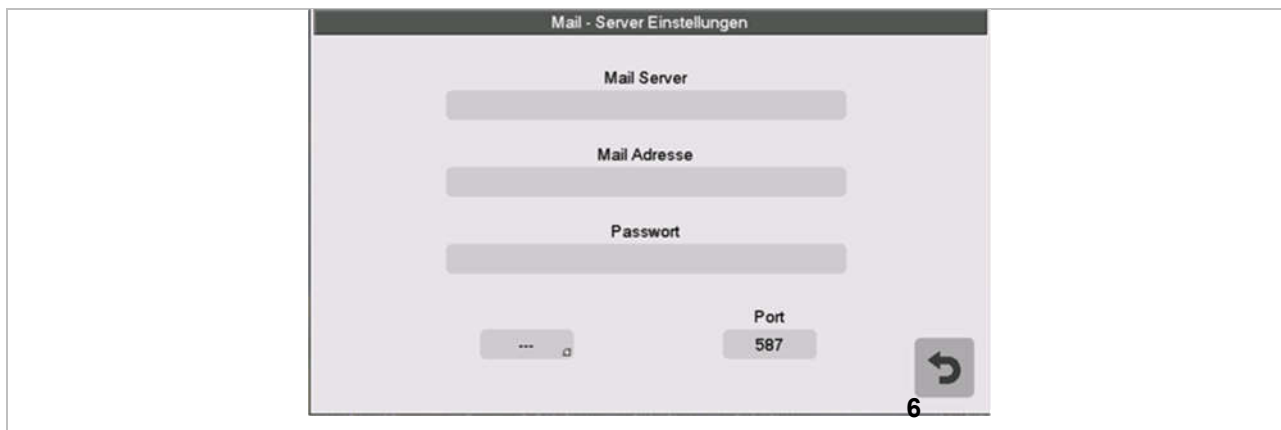 Mail - Server Einstellungen
Mail Server
Mail Adresse
Passwort
Port
--- 587
6